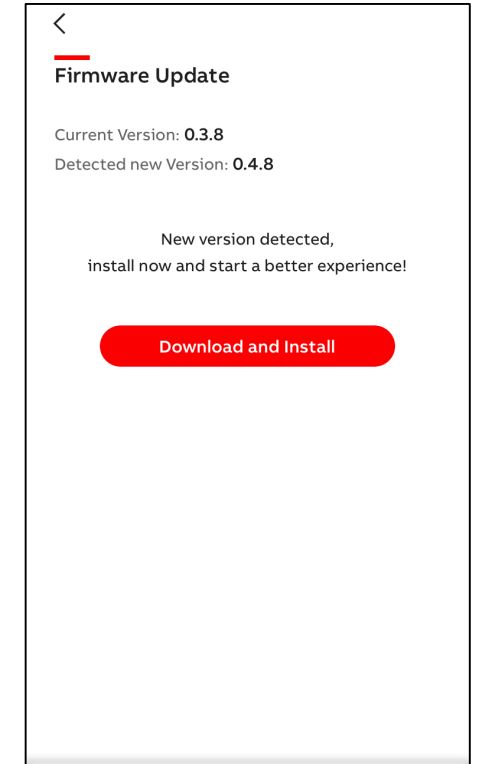 Firmware Update
Current Version: 0.3.8
Detected new Version: 0.4.8
New version detected,
install now and start a better experience!
Download and Install